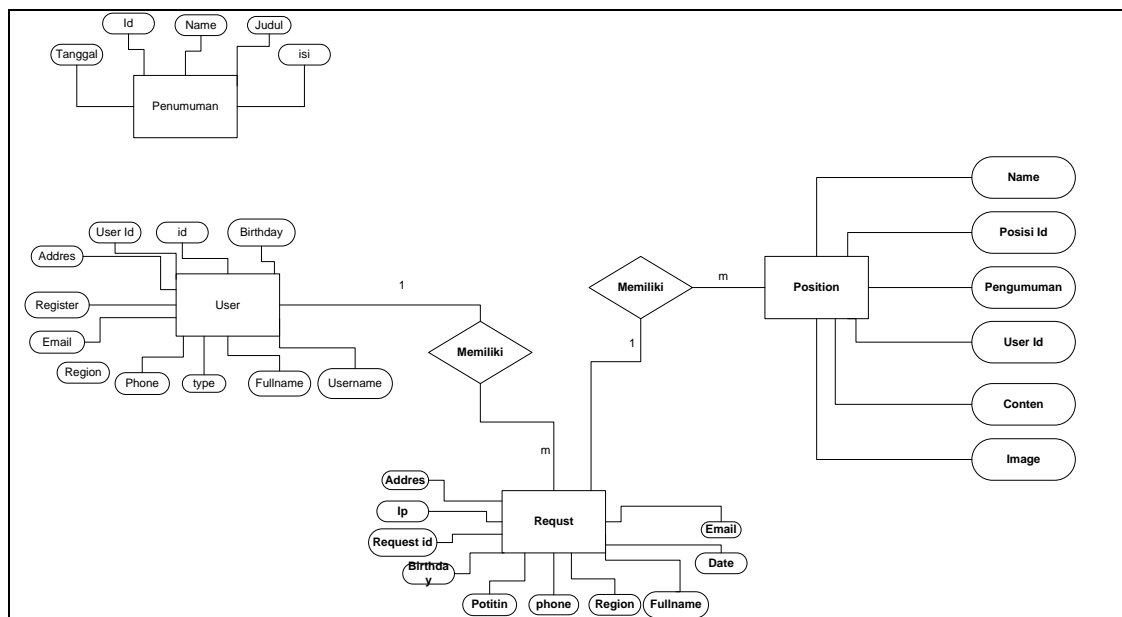 Id
Name
Judul
Tanggal
isi
Penumuman
Name
User Id
id
Birthday
Posisi Id
Addres
Memiliki
m
Position
Pengumuman
1
Register
User
Email
1
Memiliki
User Id
Region
Phone
type
Fullname
Username
Conten
m
Image
Addres
Ip
Requst
Email
Request id
Date
Birthda
y
Potitin
phone
Region
Fullname